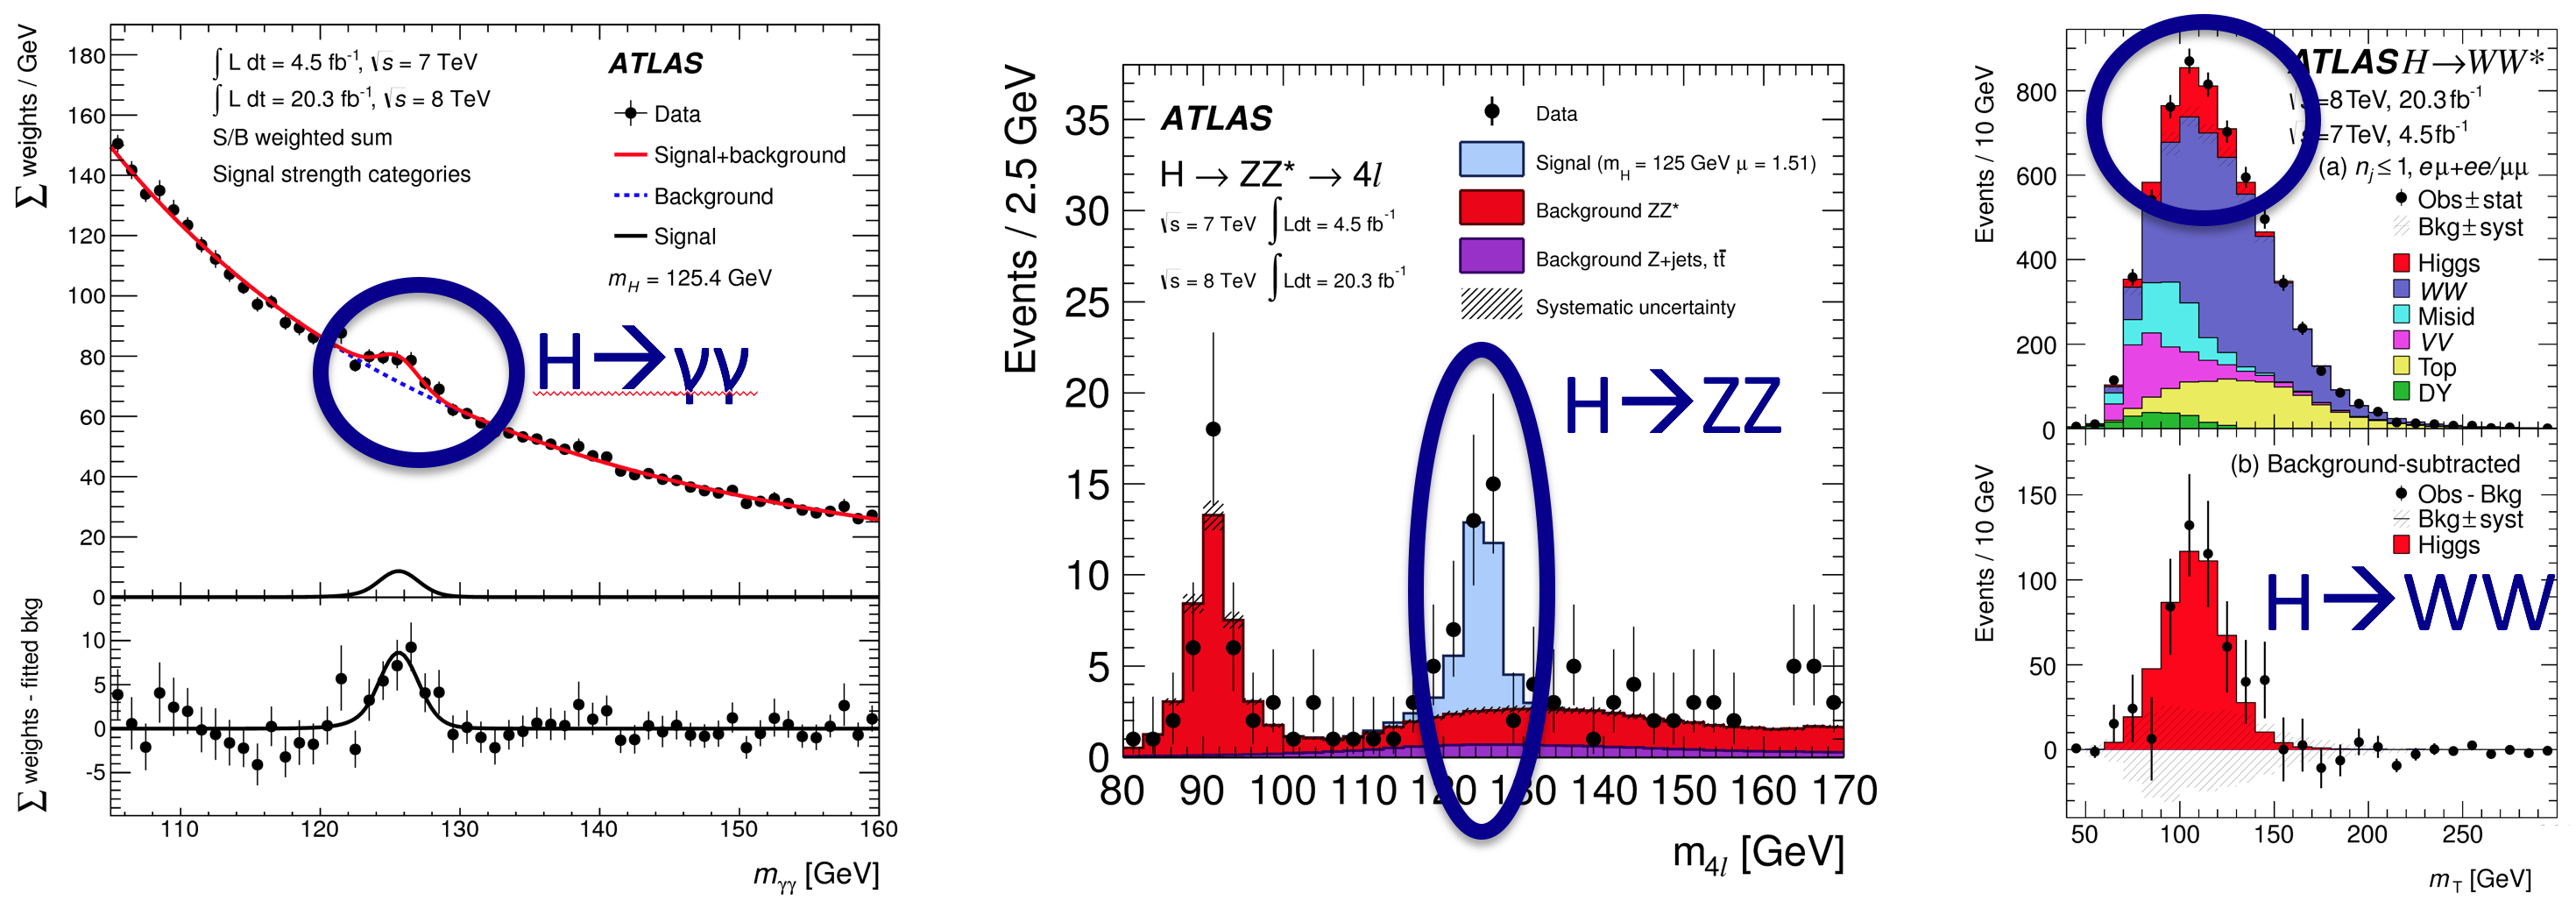 ∑ weights / GeV
180
160
140
120
100
80
60
40
20
0
∫ L dt = 4.5 fb⁻¹, √s = 7 TeV
∫ L dt = 20.3 fb⁻¹, √s = 8 TeV
S/B weighted sum
Signal strength categories
ATLAS
Data
Signal+background
Background
Signal
m_H = 125.4 GeV
H→γγ
∑ weights - fitted bkg
10
5
0
-5
110 120 130 140 150 160
m_γγ [GeV]
Events / 2.5 GeV
35
30
25
20
15
10
5
0
ATLAS
H → ZZ* → 4l
√s = 7 TeV ∫Ldt = 4.5 fb⁻¹
√s = 8 TeV ∫Ldt = 20.3 fb⁻¹
Data
Signal (m_H = 125 GeV μ = 1.51)
Background ZZ*
Background Z+jets, tt̄
Systematic uncertainty
H→ZZ
80 90 100 110 120 130 140 150 160 170
m_4l [GeV]
Events / 10 GeV
800
600
400
200
0
ATLAS H→WW*
√s=8TeV, 20.3fb⁻¹
√s=7TeV, 4.5fb⁻¹
(a) n_j ≤ 1, eμ+ee/μμ
Obs±stat
Bkg±syst
Higgs
WW
Misid
VV
Top
DY
Events / 10 GeV
150
100
50
0
(b) Background-subtracted
Obs - Bkg
Bkg±syst
Higgs
H→WW
50 100 150 200 250
m_T [GeV]